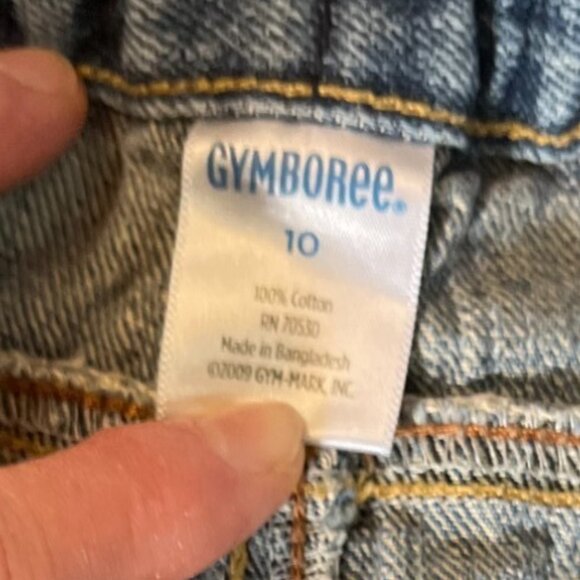 GYMBOREE®
10
100% Cotton
RN 70530
Made in Bangladesh
©2009 GYM-MARK, INC.